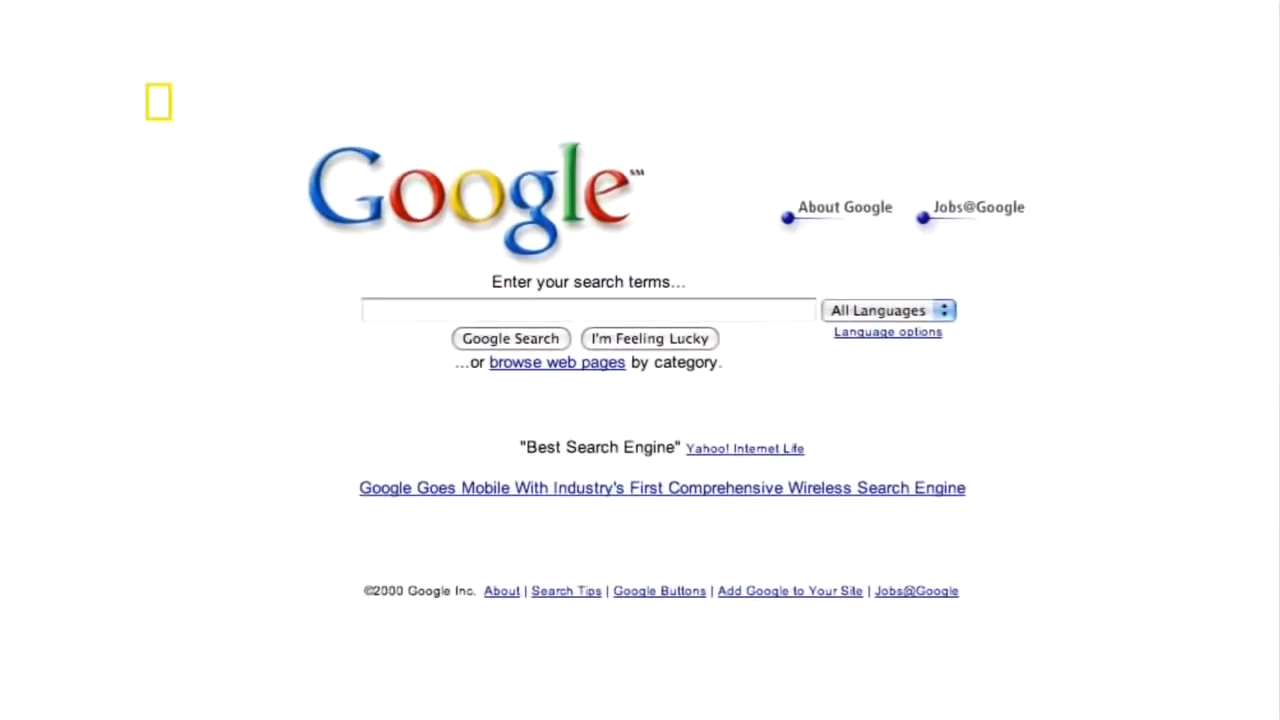 Google SM
About Google
Jobs@Google
Enter your search terms...
All Languages
Language options
Google Search
I'm Feeling Lucky
...or browse web pages by category.
"Best Search Engine" Yahoo! Internet Life
Google Goes Mobile With Industry's First Comprehensive Wireless Search Engine
©2000 Google Inc. About | Search Tips | Google Buttons | Add Google to Your Site | Jobs@Google